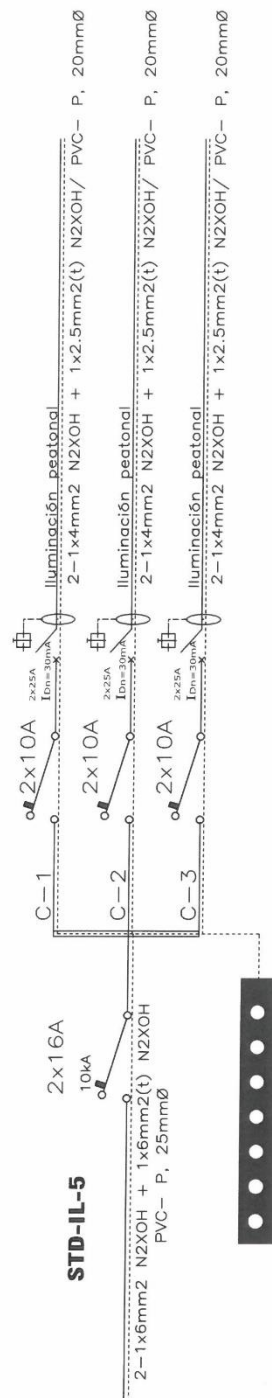 STD-IL-5
2x16A
10kA
2-1x6mm2 N2XOH + 1x6mm2(t) N2XOH
PVC- P, 25mmØ
C-1
2x10A
2x25A
IDn=30mA
Iluminación peatonal
2-1x4mm2 N2XOH + 1x2.5mm2(t) N2XOH/ PVC- P, 20mmØ
C-2
2x10A
2x25A
IDn=30mA
Iluminación peatonal
2-1x4mm2 N2XOH + 1x2.5mm2(t) N2XOH/ PVC- P, 20mmØ
C-3
2x10A
2x25A
IDn=30mA
Iluminación peatonal
2-1x4mm2 N2XOH + 1x2.5mm2(t) N2XOH/ PVC- P, 20mmØ